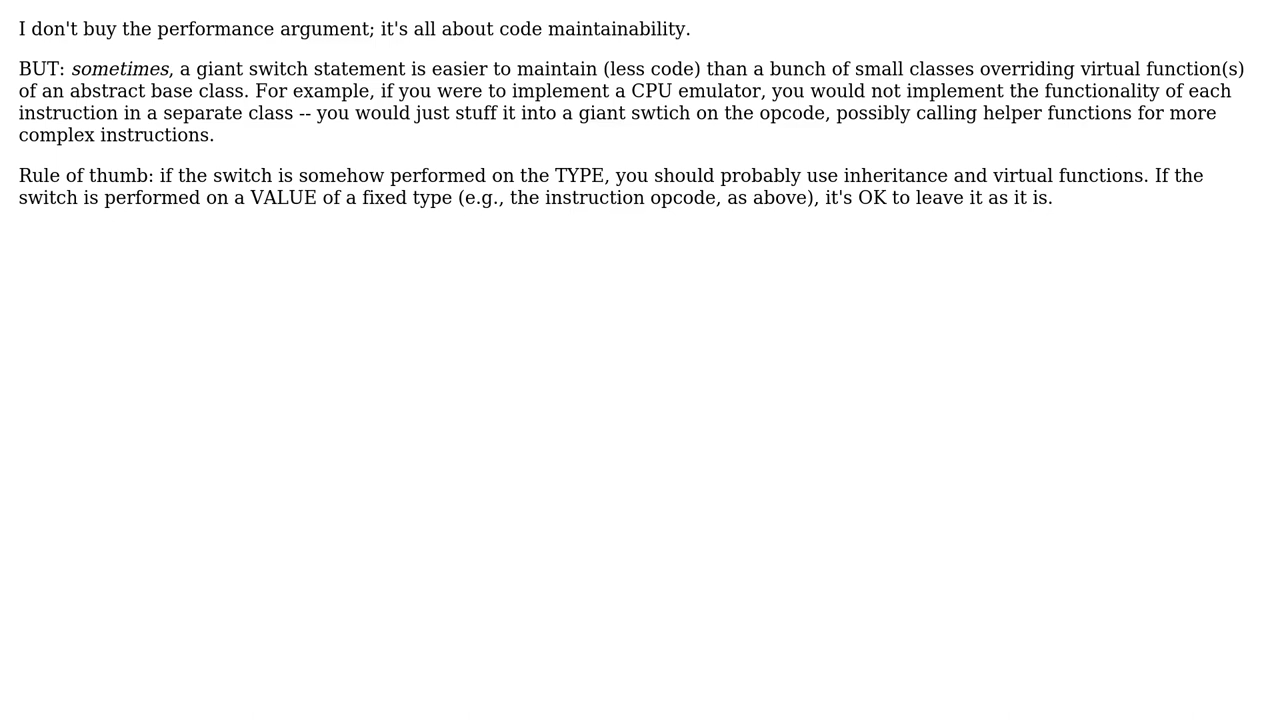 I don't buy the performance argument; it's all about code maintainability.
BUT: sometimes, a giant switch statement is easier to maintain (less code) than a bunch of small classes overriding virtual function(s)
of an abstract base class. For example, if you were to implement a CPU emulator, you would not implement the functionality of each
instruction in a separate class -- you would just stuff it into a giant swtich on the opcode, possibly calling helper functions for more
complex instructions.
Rule of thumb: if the switch is somehow performed on the TYPE, you should probably use inheritance and virtual functions. If the
switch is performed on a VALUE of a fixed type (e.g., the instruction opcode, as above), it's OK to leave it as it is.